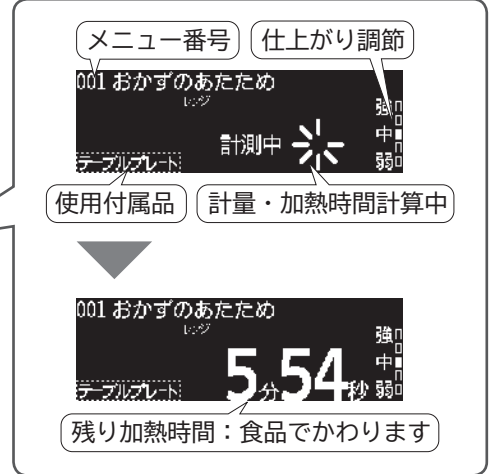 メニュー番号 仕上がり調節
001 おかずのあたため
レンジ
強
計測中 中
テーブルプレート 弱
使用付属品 計量・加熱時間計算中
001 おかずのあたため
レンジ
強
中
テーブルプレート 5分54秒 弱
残り加熱時間：食品でかわります